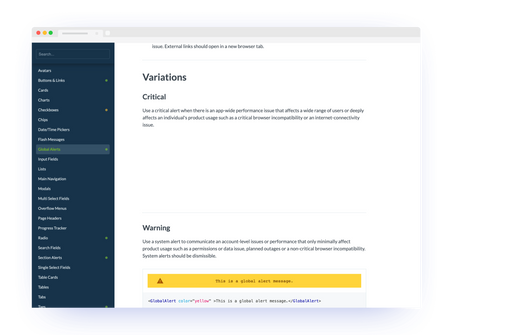 Search...
Avatars
Buttons & Links
Cards
Charts
Checkboxes
Chips
Date/Time Pickers
Flash Messages
Global Alerts
Input Fields
Lists
Main Navigation
Modals
Multi Select Fields
Overflow Menus
Page Headers
Progress Tracker
Radio
Search Fields
Section Alerts
Single Select Fields
Table Cards
Tables
Tabs
issue. External links should open in a new browser tab.
Variations
Critical
Use a critical alert when there is an app-wide performance issue that affects a wide range of users or deeply
affects an individual's product usage such as a critical browser incompatibility or an internet-connectivity
issue.
Warning
Use a system alert to communicate an account-level issues or performance that only minimally affect
product usage such as a permissions or data issue, planned outages or a non-critical browser incompatibility.
System alerts should be dismissible.
This is a global alert message.
<GlobalAlert color="yellow" >This is a global alert message.</GlobalAlert>